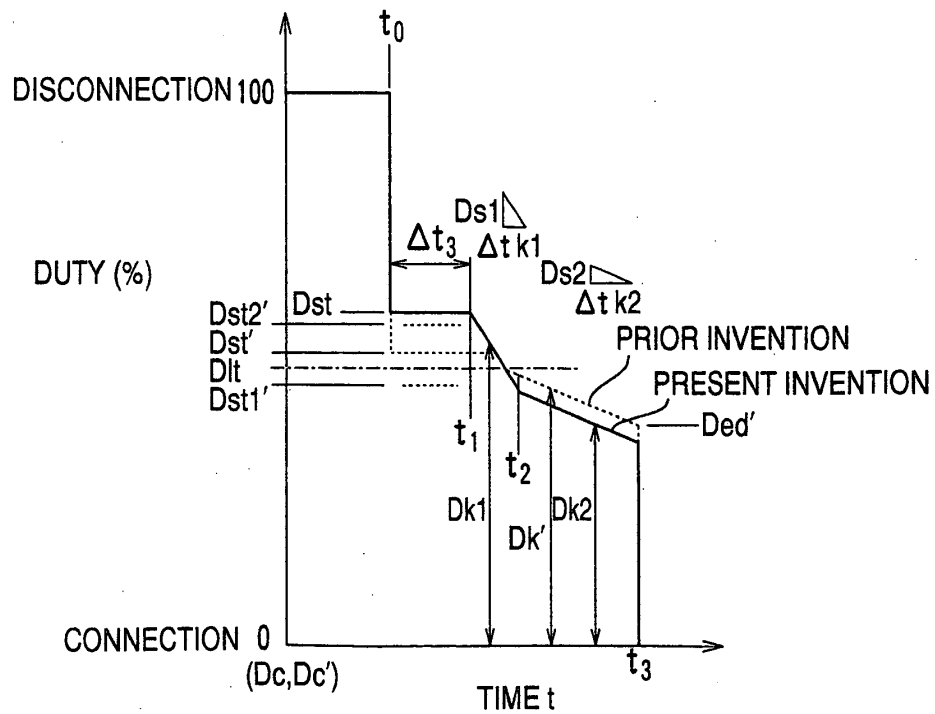 t0
DISCONNECTION 100
Ds1
Δt3
Δt k1
DUTY (%)
Ds2
Δt k2
Dst
Dst2'
Dst'
Dlt
Dst1'
PRIOR INVENTION
PRESENT INVENTION
Ded'
t1
t2
Dk1
Dk'
Dk2
CONNECTION 0
(Dc,Dc')
t3
TIME t